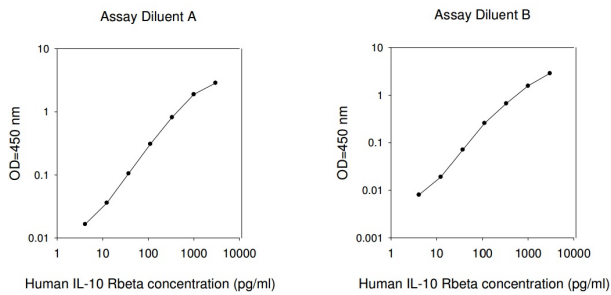 Assay Diluent A
10
1
0.1
0.01
OD=450 nm
1 10 100 1000 10000
Human IL-10 Rbeta concentration (pg/ml)
Assay Diluent B
10
1
0.1
0.01
0.001
OD=450 nm
1 10 100 1000 10000
Human IL-10 Rbeta concentration (pg/ml)